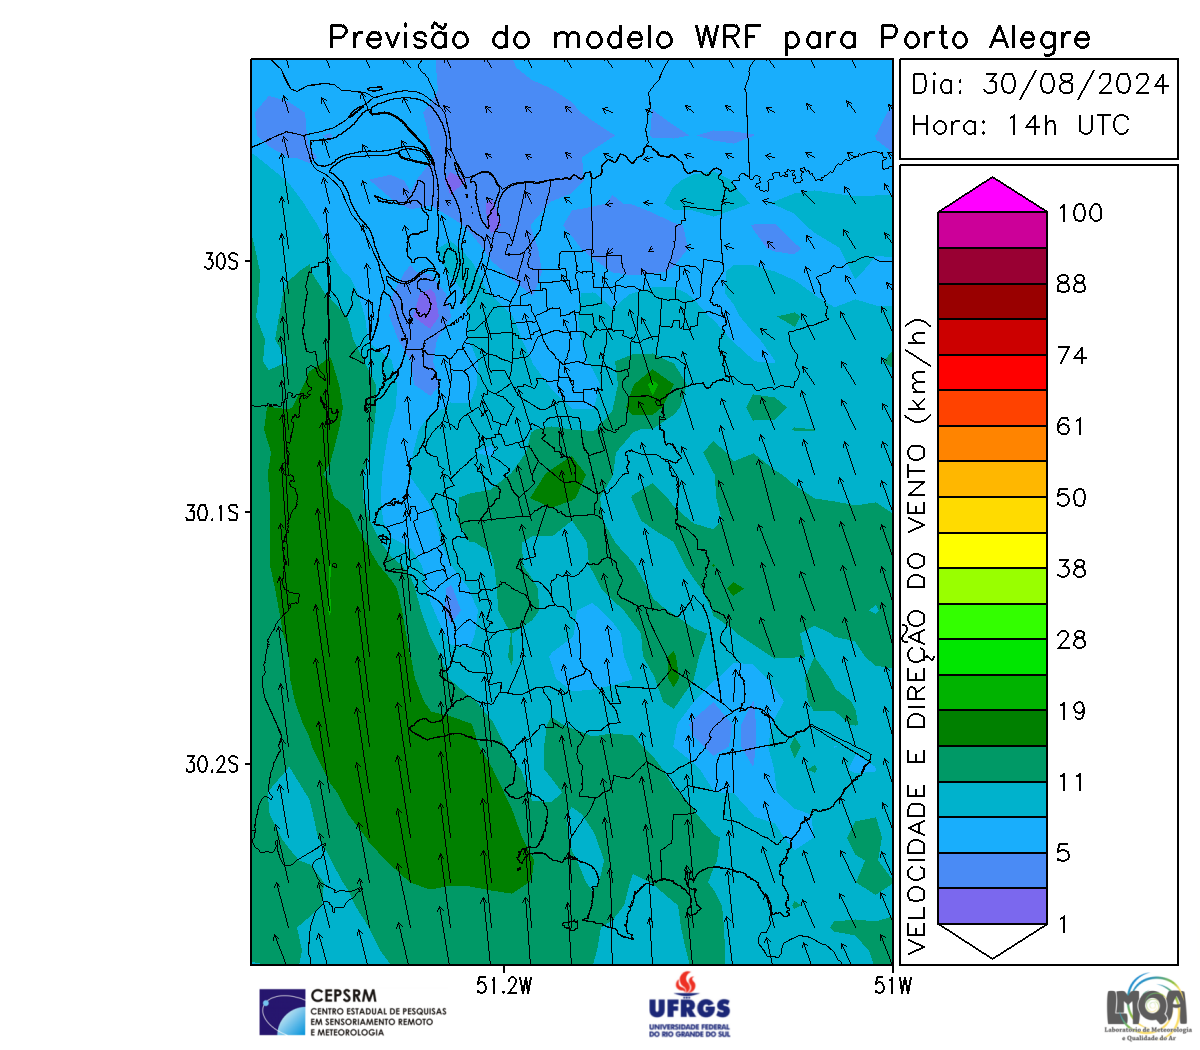 Previsão do modelo WRF para Porto Alegre
Dia: 30/08/2024
Hora: 14h UTC
30S
30.1S
30.2S
51.2W
51W
VELOCIDADE E DIREÇÃO DO VENTO (km/h)
100
88
74
61
50
38
28
19
11
5
1
CEPSRM
CENTRO ESTADUAL DE PESQUISAS
EM SENSORIAMENTO REMOTO
E METEOROLOGIA
UFRGS
UNIVERSIDADE FEDERAL
DO RIO GRANDE DO SUL
LMQA
Laboratório de Meteorologia
e Qualidade do Ar